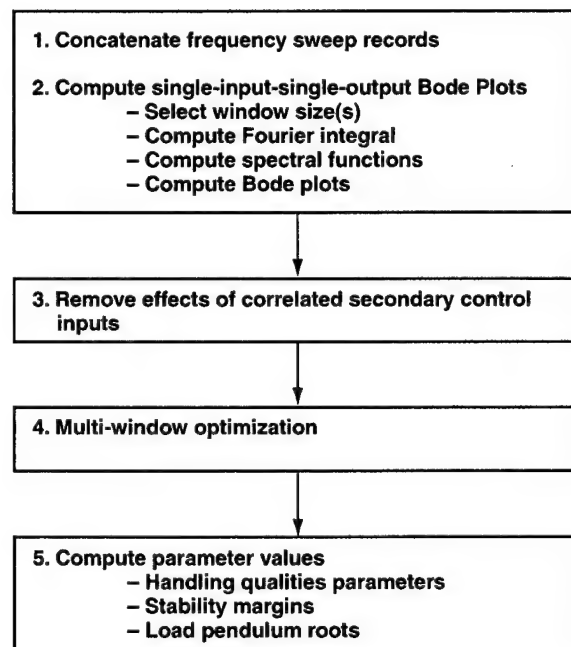 1. Concatenate frequency sweep records
2. Compute single-input-single-output Bode Plots
– Select window size(s)
– Compute Fourier integral
– Compute spectral functions
– Compute Bode plots
3. Remove effects of correlated secondary control
inputs
4. Multi-window optimization
5. Compute parameter values
– Handling qualities parameters
– Stability margins
– Load pendulum roots